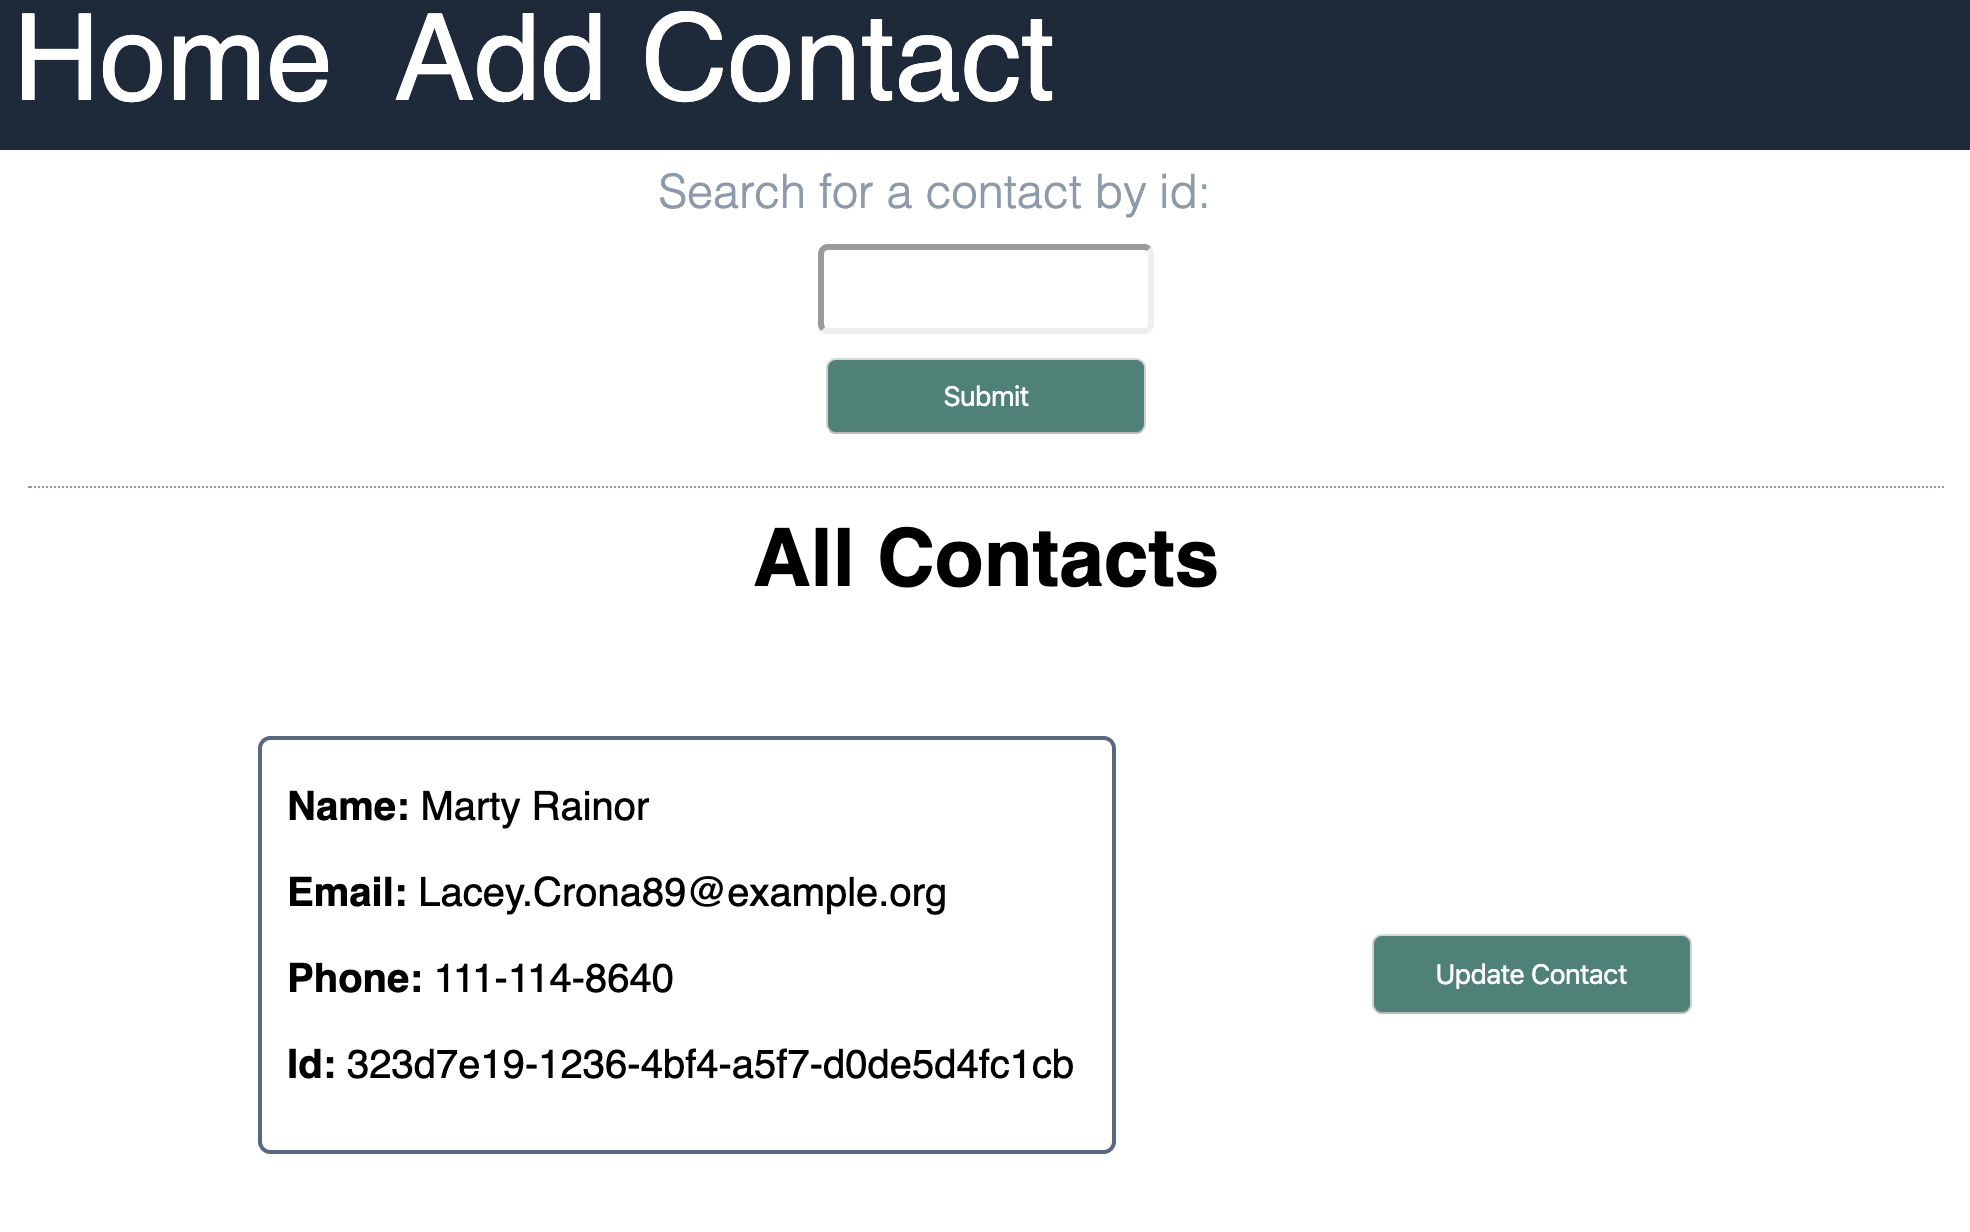 Home Add Contact
Search for a contact by id:
Submit
All Contacts
Name: Marty Rainor
Email: Lacey.Crona89@example.org
Phone: 111-114-8640
Id: 323d7e19-1236-4bf4-a5f7-d0de5d4fc1cb
Update Contact